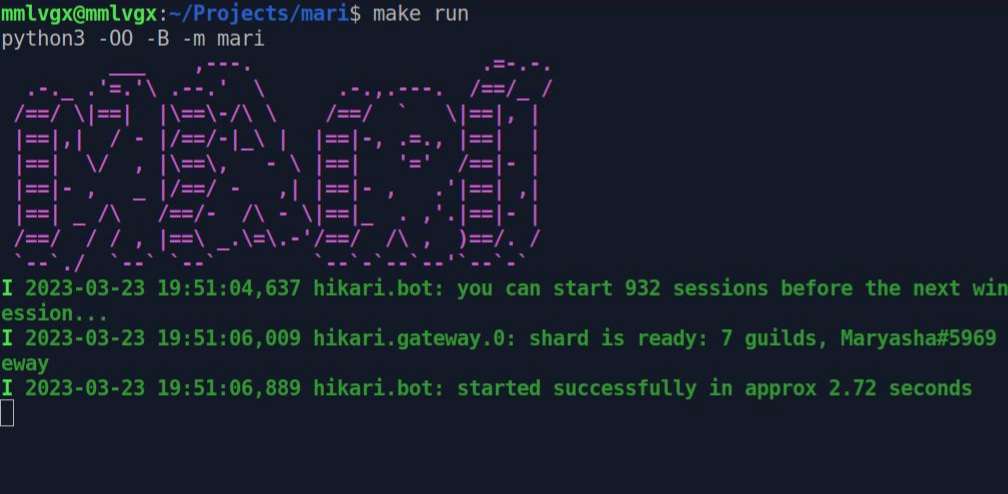 mmlvgx@mmlvgx:~/Projects/mari$ make run
python3 -OO -B -m mari
MARI
I 2023-03-23 19:51:04,637 hikari.bot: you can start 932 sessions before the next win
ession...
I 2023-03-23 19:51:06,009 hikari.gateway.0: shard is ready: 7 guilds, Maryasha#5969
eway
I 2023-03-23 19:51:06,889 hikari.bot: started successfully in approx 2.72 seconds